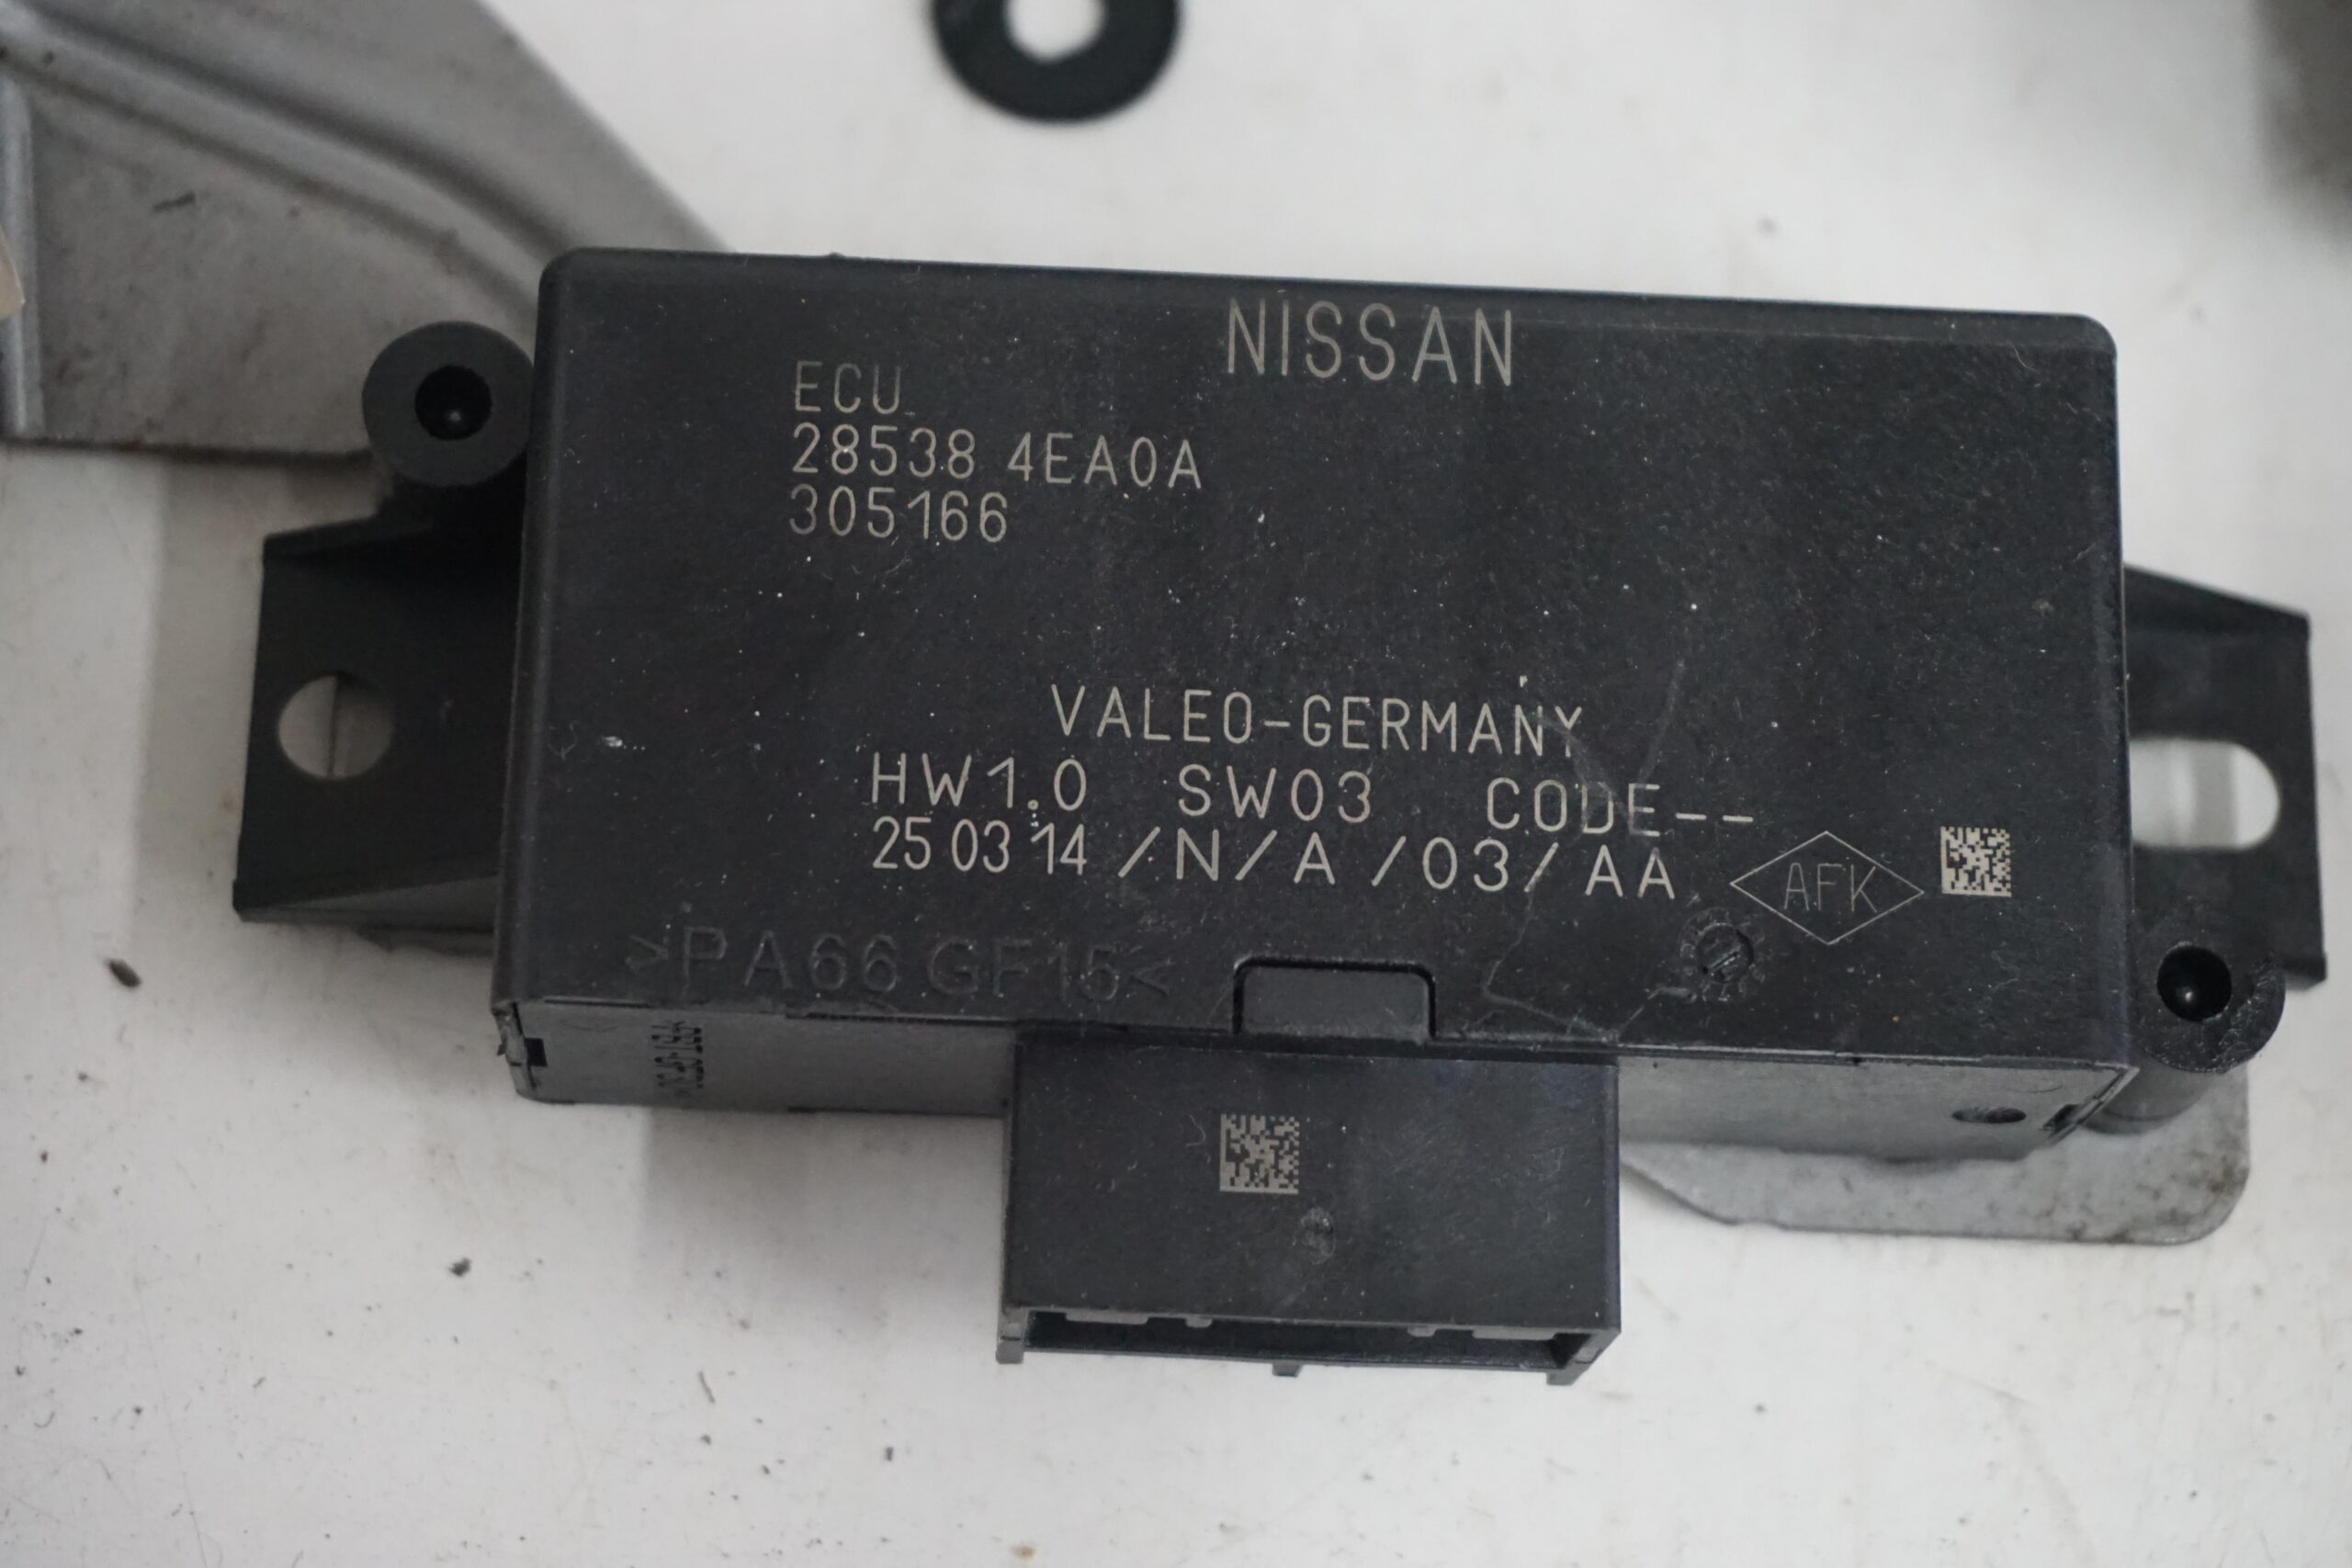 NISSAN
ECU
28538 4EA0A
305166
VALEO-GERMANY
HW1.0 SW03 CODE--
25 03 14 /N/A /03/ AA
AFK
>PA66 GF15<